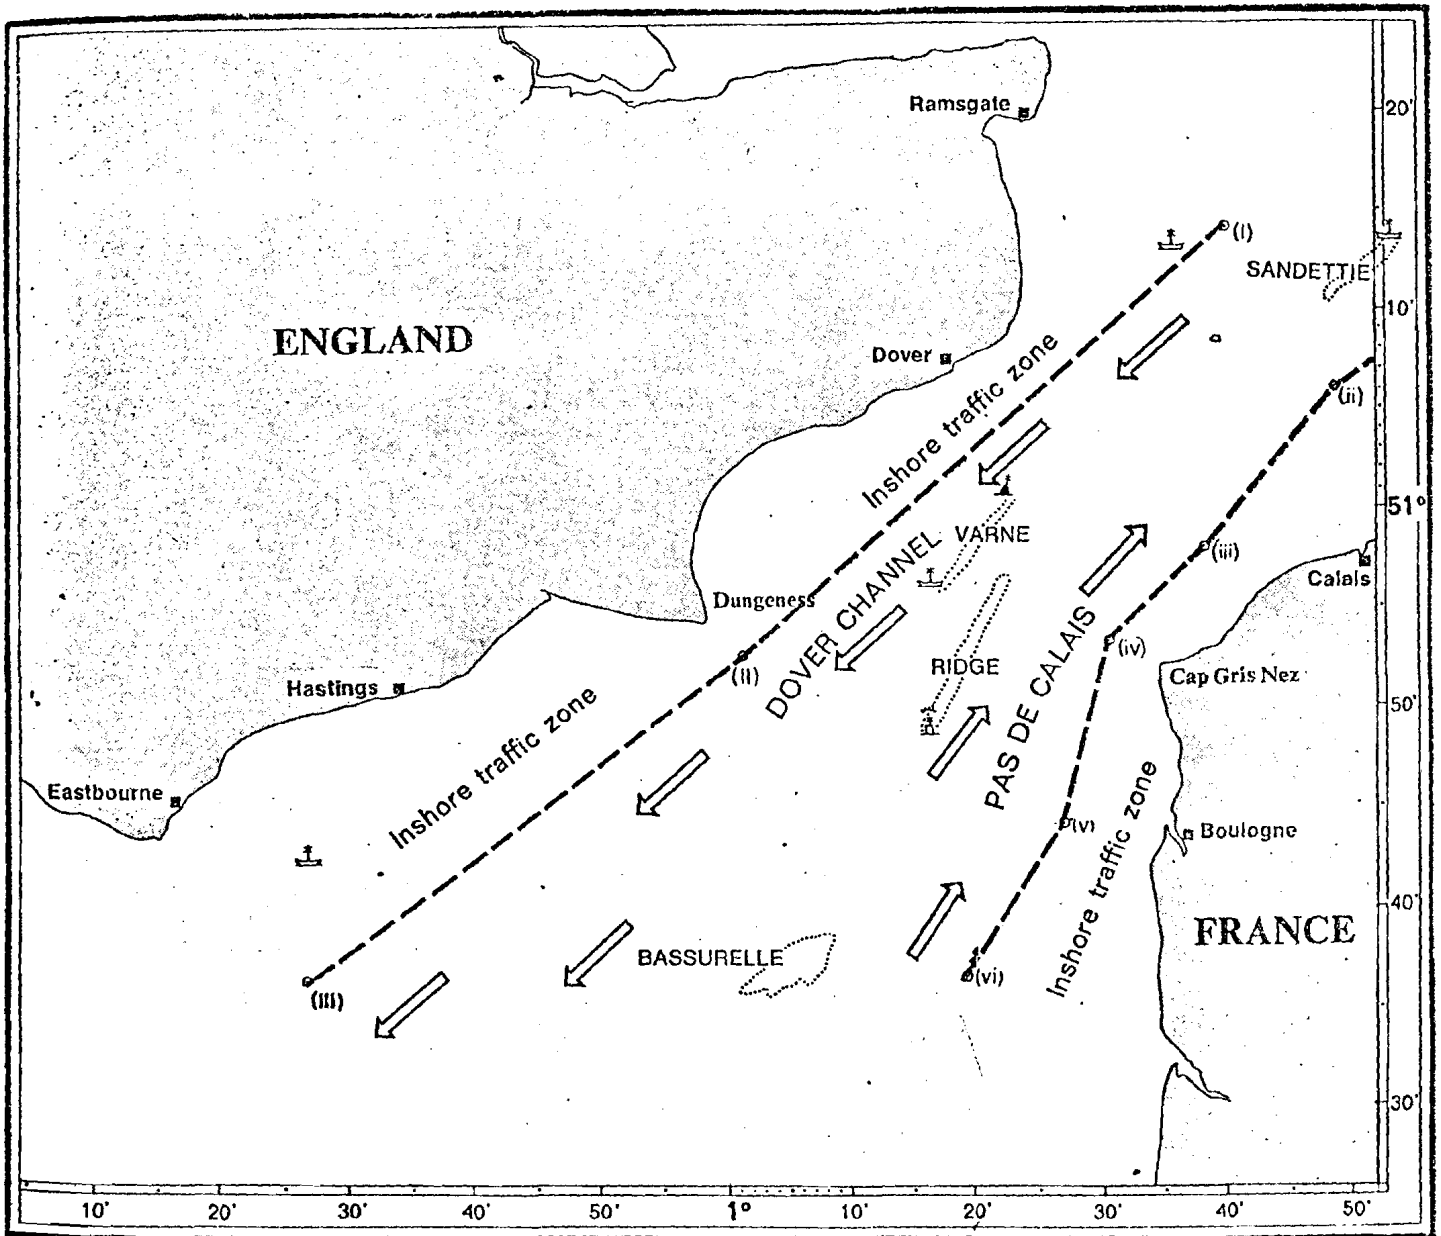 Ramsgate
20'
(i)
SANDETTIE
10'
ENGLAND
Dover
Inshore traffic zone
(ii)
51°
VARNE
(iii)
Calais
Dungeness
DOVER CHANNEL
(iv)
(ii)
RIDGE
PAS DE CALAIS
Cap Gris Nez
Hastings
50'
Inshore traffic zone
Eastbourne
(v)
Boulogne
Inshore traffic zone
40'
FRANCE
BASSURELLE
(vi)
(iii)
30'
10' 20' 30' 40' 50' 1° 10' 20' 30' 40' 50'